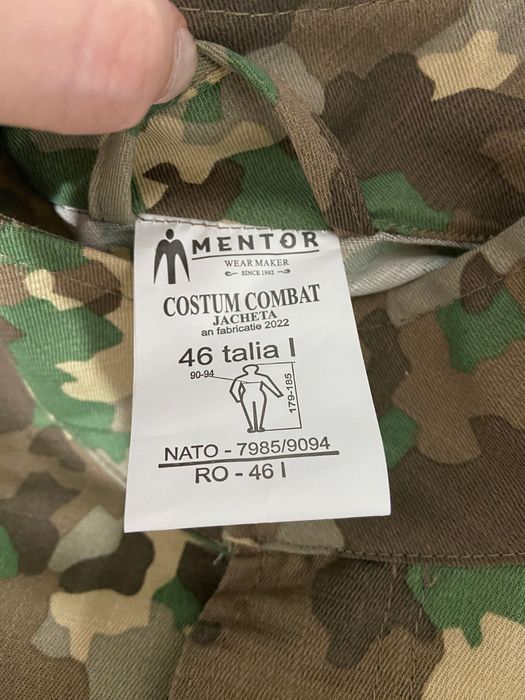 MENTOR
WEAR MAKER
SINCE 1992
COSTUM COMBAT
JACHETA
an fabricatie 2022
46 talia I
90-94
179-185
NATO - 7985/9094
RO - 46 I